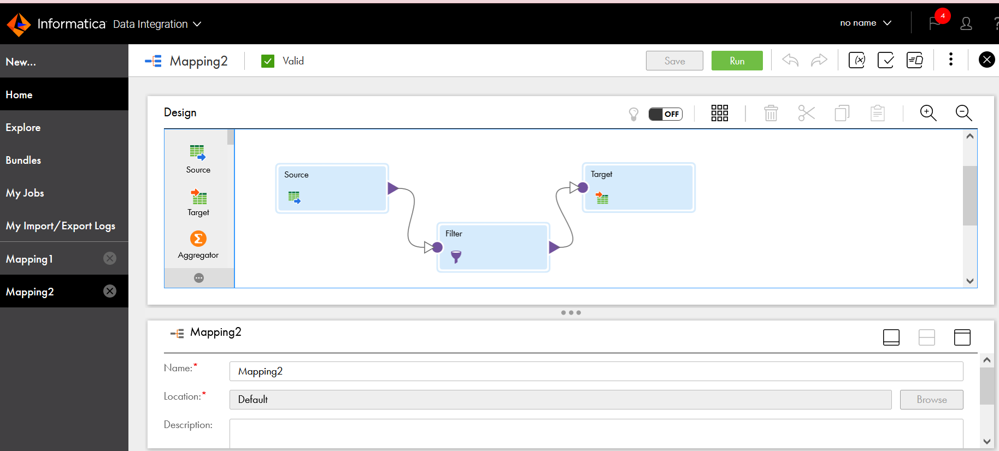 Informatica Data Integration
no name
4
?
New...
Home
Explore
Bundles
My Jobs
My Import/Export Logs
Mapping1
Mapping2
Mapping2
Valid
Save
Run
(x)
Design
OFF
Source
Target
Aggregator
Source
Filter
Target
Mapping2
Name:*
Mapping2
Location:*
Default
Browse
Description: